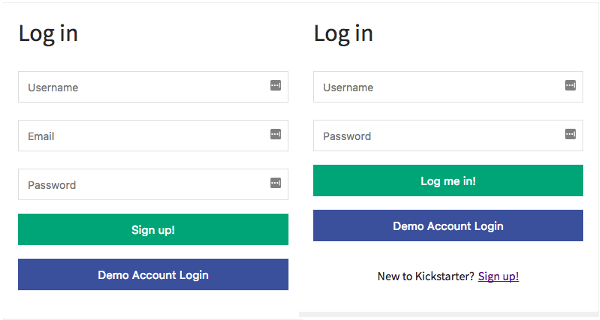 Log in
Username
Email
Password
Sign up!
Demo Account Login
Log in
Username
Password
Log me in!
Demo Account Login
New to Kickstarter? Sign up!